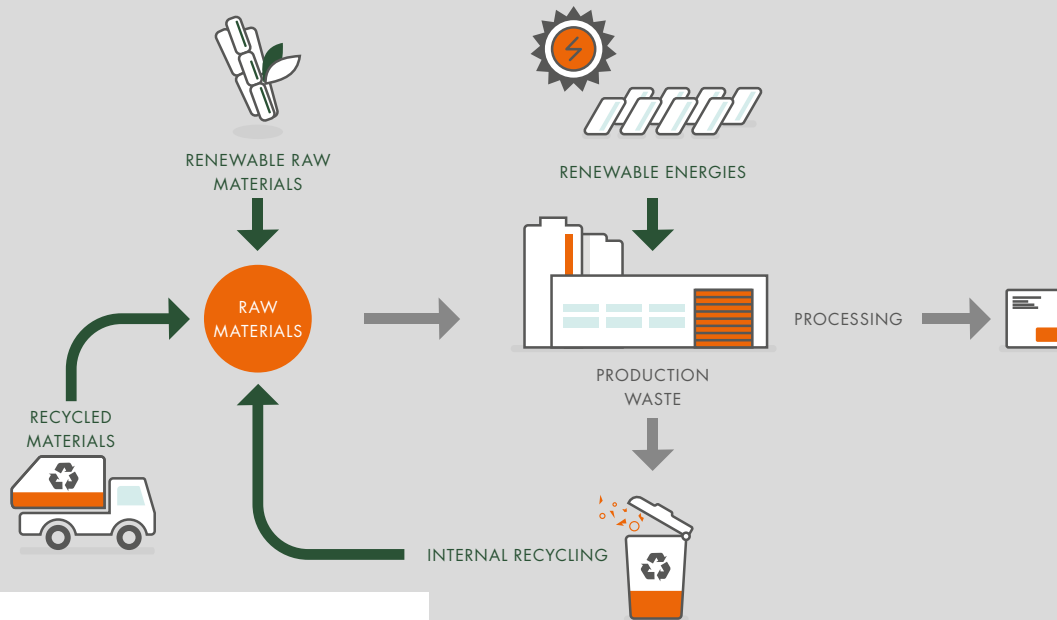 RENEWABLE RAW
MATERIALS
RENEWABLE ENERGIES
RAW
MATERIALS
PROCESSING
PRODUCTION
WASTE
RECYCLED
MATERIALS
INTERNAL RECYCLING